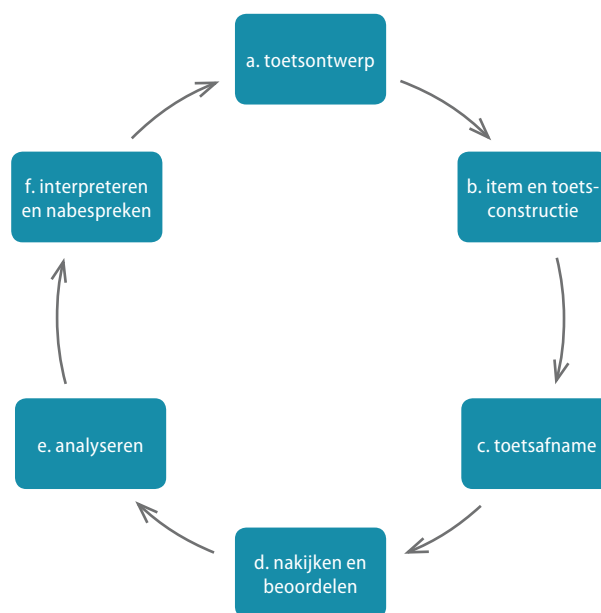 a. toetsontwerp
b. item en toets-
constructie
c. toetsafname
d. nakijken en
beoordelen
e. analyseren
f. interpreteren
en nabespreken